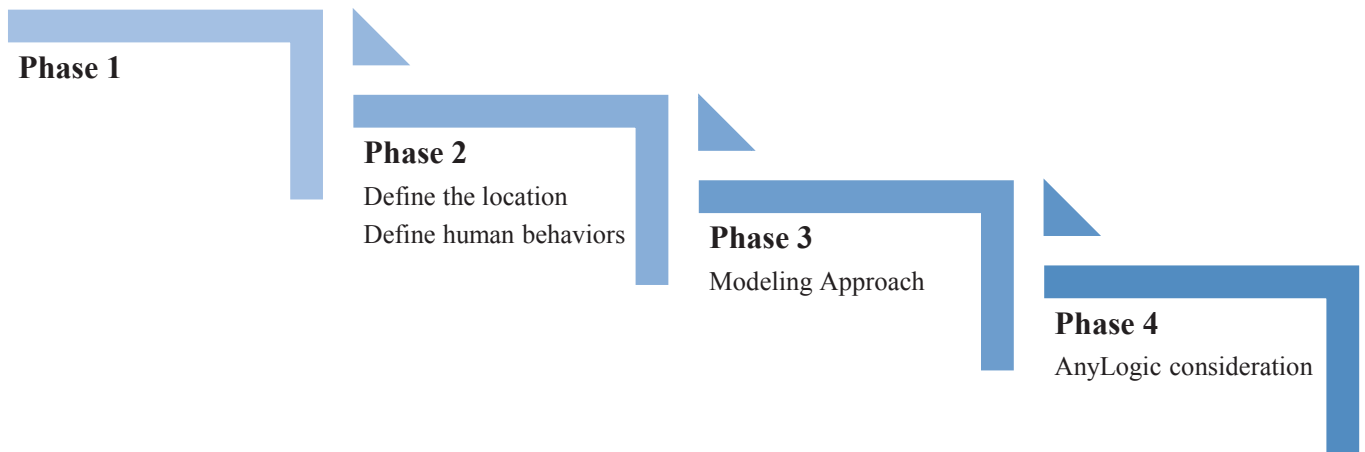 Phase 1
Phase 2
Define the location
Define human behaviors
Phase 3
Modeling Approach
Phase 4
AnyLogic consideration